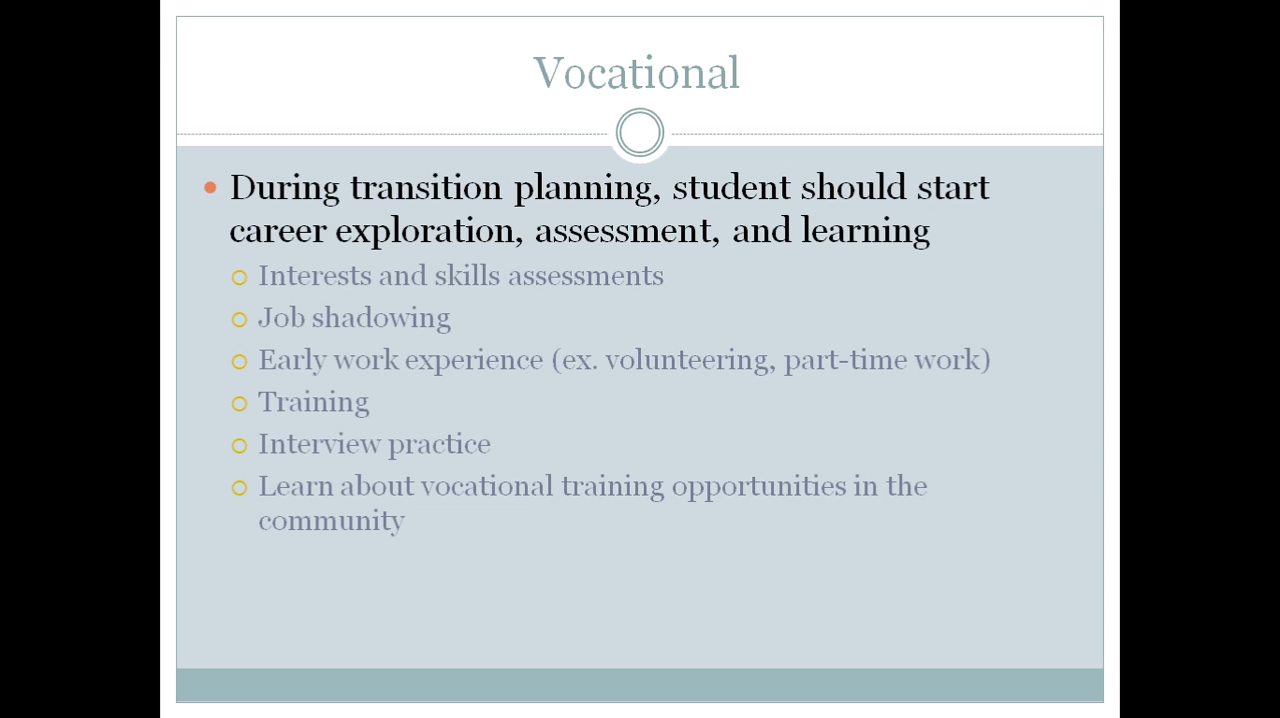 Vocational
During transition planning, student should start
career exploration, assessment, and learning
Interests and skills assessments
Job shadowing
Early work experience (ex. volunteering, part-time work)
Training
Interview practice
Learn about vocational training opportunities in the
community